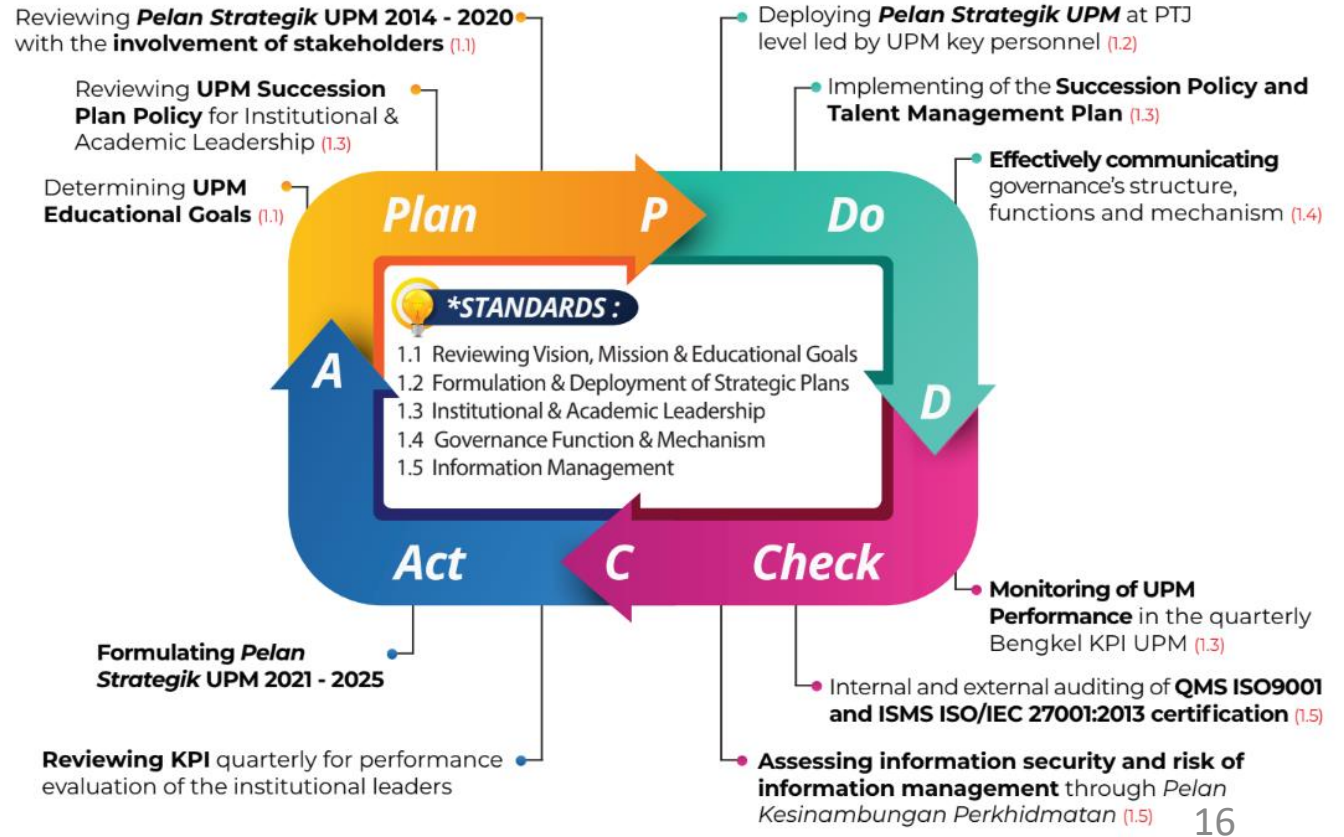 Reviewing Pelan Strategik UPM 2014 - 2020
with the involvement of stakeholders (1.1)
Reviewing UPM Succession
Plan Policy for Institutional &
Academic Leadership (1.3)
Determining UPM
Educational Goals (1.1)
Deploying Pelan Strategik UPM at PTJ
level led by UPM key personnel (1.2)
Implementing of the Succession Policy and
Talent Management Plan (1.3)
Effectively communicating
governance's structure,
functions and mechanism (1.4)
Plan
P
Do
D
*STANDARDS :
1.1 Reviewing Vision, Mission & Educational Goals
1.2 Formulation & Deployment of Strategic Plans
1.3 Institutional & Academic Leadership
1.4 Governance Function & Mechanism
1.5 Information Management
A
Act
C
Check
Monitoring of UPM
Performance in the quarterly
Bengkel KPI UPM (1.3)
Internal and external auditing of QMS ISO9001
and ISMS ISO/IEC 27001:2013 certification (1.5)
Assessing information security and risk of
information management through Pelan
Kesinambungan Perkhidmatan (1.5)
Formulating Pelan
Strategik UPM 2021 - 2025
Reviewing KPI quarterly for performance
evaluation of the institutional leaders
16